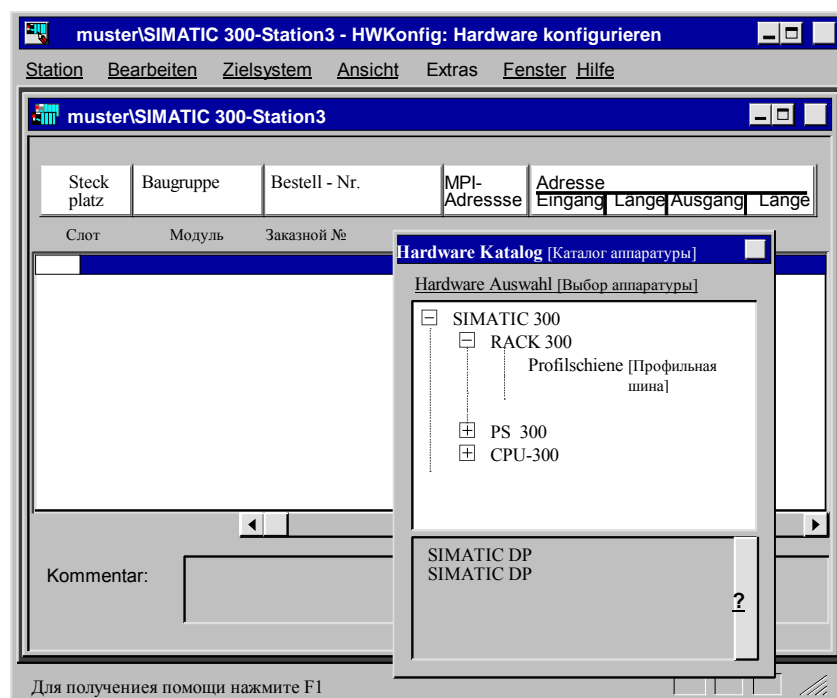 muster\SIMATIC 300-Station3 - HWKonfig: Hardware konfigurieren
Station Bearbeiten Zielsystem Ansicht Extras Fenster Hilfe
muster\SIMATIC 300-Station3
Steck
platz
Baugruppe
Bestell - Nr.
MPI-
Adressse
Adresse
Eingang Länge Ausgang Länge
Слот Модуль Заказной №
Hardware Katalog [Каталог аппаратуры]
Hardware Auswahl [Выбор аппаратуры]
SIMATIC 300
RACK 300
Profilschiene [Профильная
шина]
PS 300
CPU-300
SIMATIC DP
SIMATIC DP
?
Kommentar:
Для получениея помощи нажмите F1